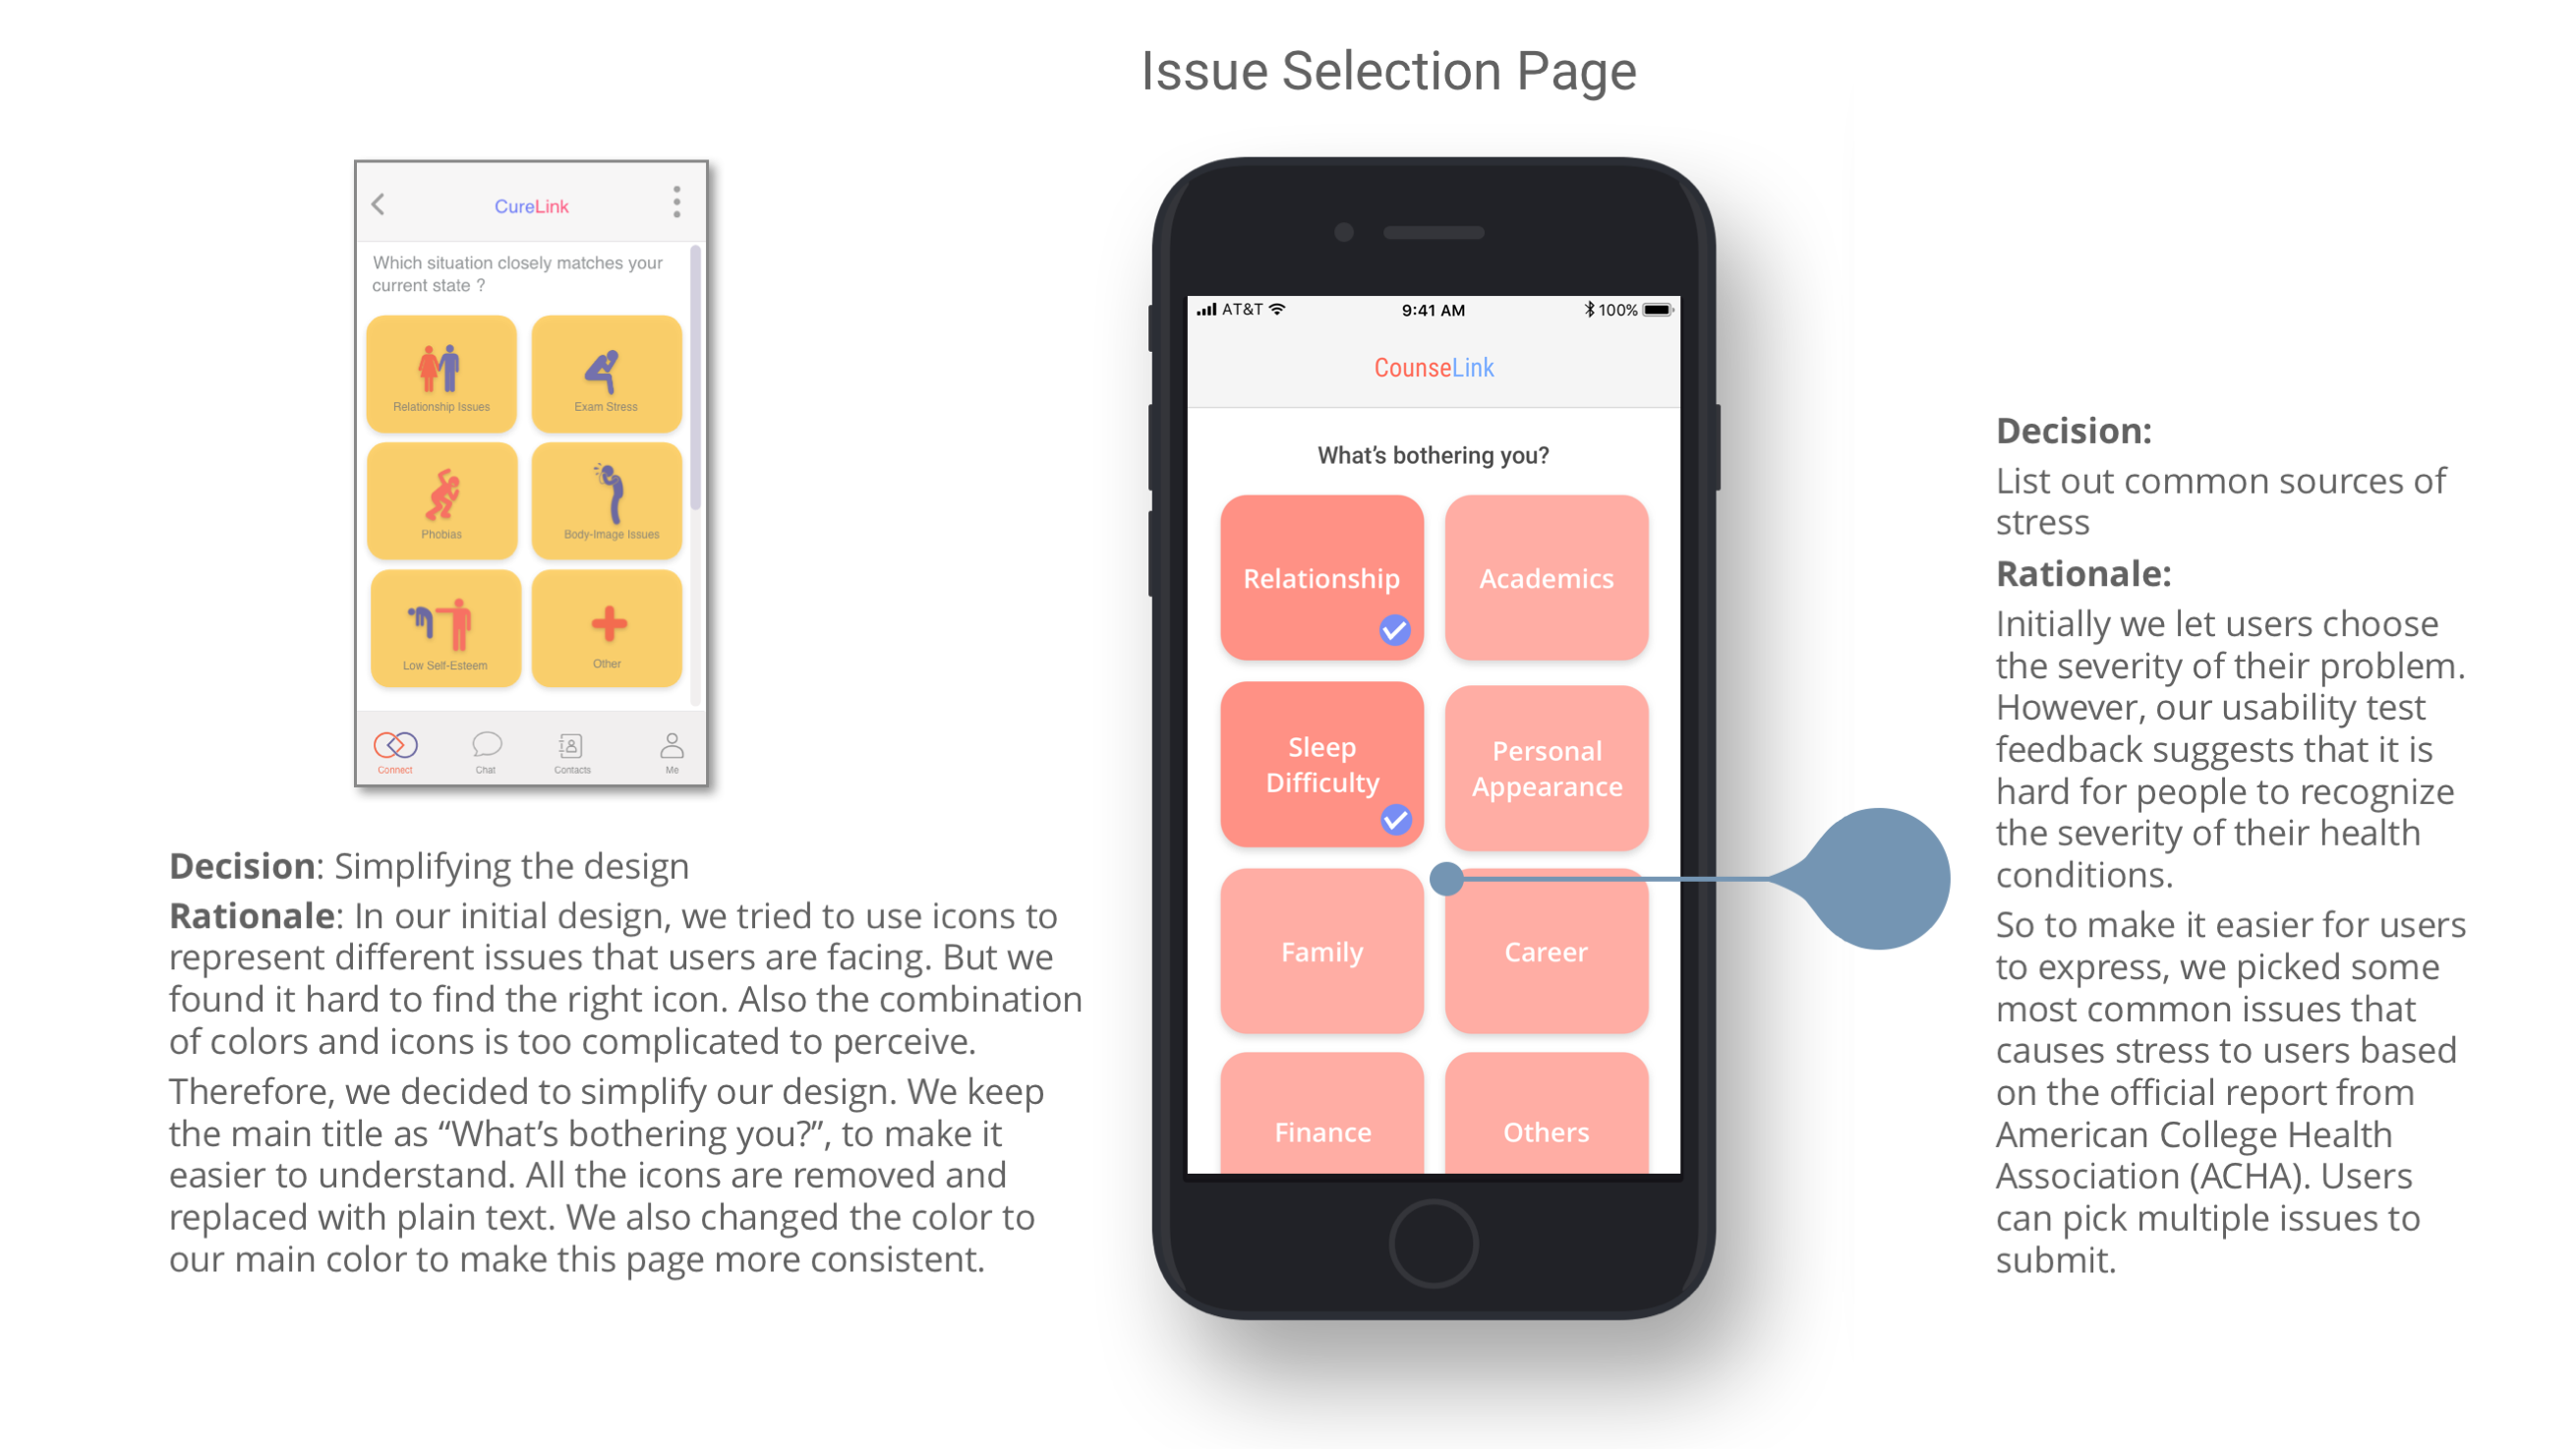 Issue Selection Page
CureLink
Which situation closely matches your
current state ?
Relationship Issues
Exam Stress
Phobias
Body-Image Issues
Low Self-Esteem
Other
Connect
Chat
Contacts
Me
Decision: Simplifying the design
Rationale: In our initial design, we tried to use icons to
represent different issues that users are facing. But we
found it hard to find the right icon. Also the combination
of colors and icons is too complicated to perceive.
Therefore, we decided to simplify our design. We keep
the main title as “What’s bothering you?”, to make it
easier to understand. All the icons are removed and
replaced with plain text. We also changed the color to
our main color to make this page more consistent.
AT&T
9:41 AM
100%
CounseLink
What’s bothering you?
Relationship
Academics
Sleep
Difficulty
Personal
Appearance
Family
Career
Finance
Others
Decision:
List out common sources of
stress
Rationale:
Initially we let users choose
the severity of their problem.
However, our usability test
feedback suggests that it is
hard for people to recognize
the severity of their health
conditions.
So to make it easier for users
to express, we picked some
most common issues that
causes stress to users based
on the official report from
American College Health
Association (ACHA). Users
can pick multiple issues to
submit.